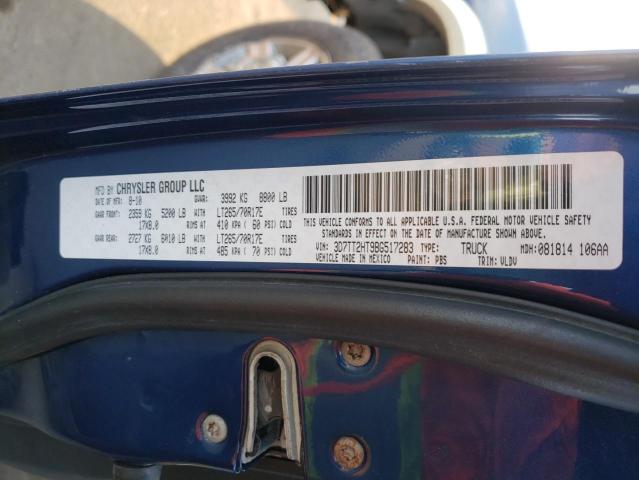 MFD BY CHRYSLER GROUP LLC
DATE OF MFR: 8-10 GVWR: 3992 KG 8800 LB
GAWR FRONT: 2359 KG 5200 LB WITH LT265/70R17E TIRES
17X8.0 RIMS AT 410 KPA ( 60 PSI) COLD
GAWR REAR: 2727 KG 6010 LB WITH LT265/70R17E TIRES
17X8.0 RIMS AT 485 KPA ( 70 PSI) COLD
THIS VEHICLE CONFORMS TO ALL APPLICABLE U.S.A. FEDERAL MOTOR VEHICLE SAFETY
STANDARDS IN EFFECT ON THE DATE OF MANUFACTURE SHOWN ABOVE.
VIN: 3D7TT2HT9BG517283 TYPE: TRUCK MDH: 081814 106AA
VEHICLE MADE IN MEXICO PAINT: PBS TRIM: VLDV